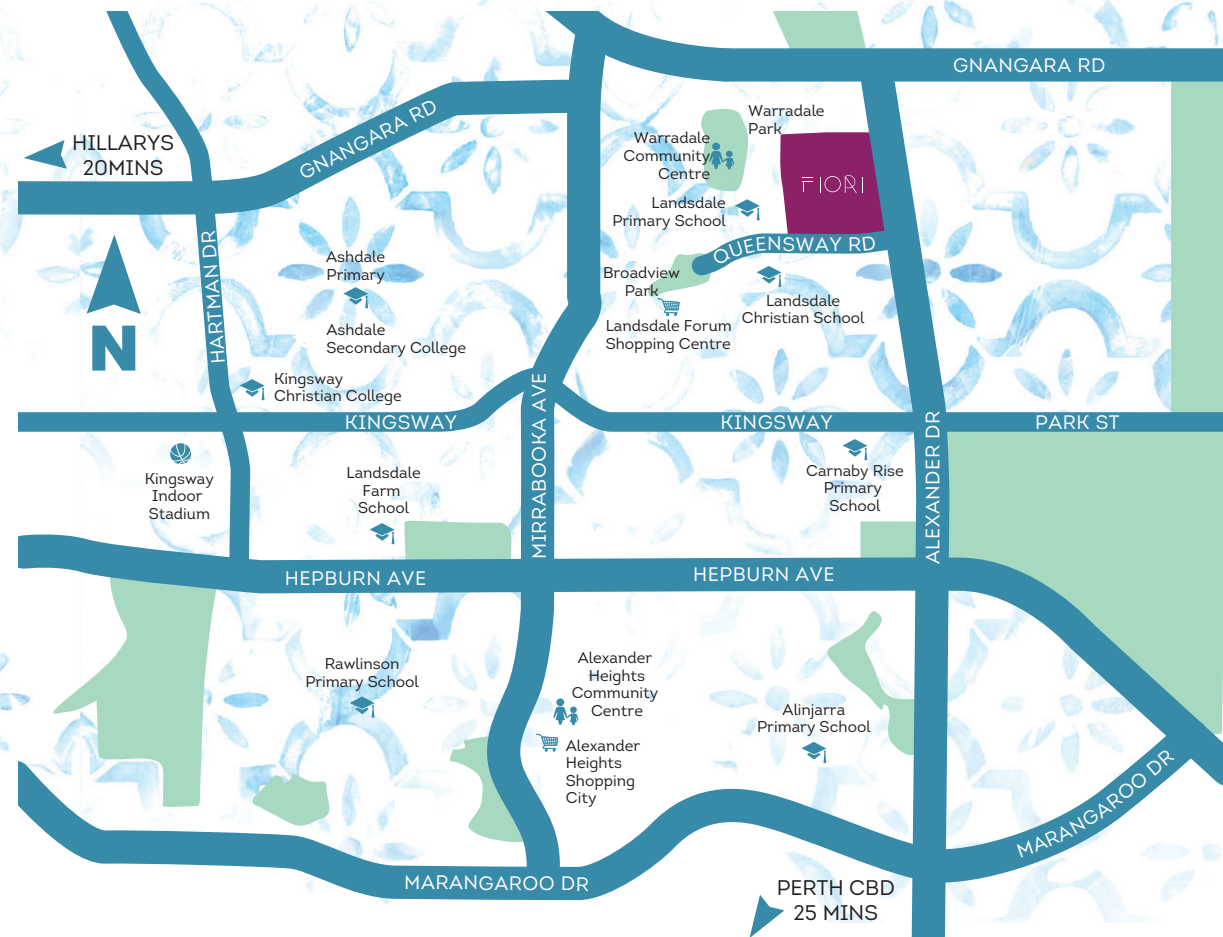 GNANGARA RD
GNANGARA RD
HILLARYS
20MINS
Warradale
Park
Warradale
Community
Centre
FIORI
Landsdale
Primary School
QUEENSWAY RD
HARTMAN DR
Ashdale
Primary
Broadview
Park
Landsdale
Christian School
Landsdale Forum
Shopping Centre
Ashdale
Secondary College
N
Kingsway
Christian College
KINGSWAY
MIRRABOOKA AVE
KINGSWAY
ALEXANDER DR
PARK ST
Kingsway
Indoor
Stadium
Landsdale
Farm
School
Carnaby Rise
Primary
School
HEPBURN AVE
HEPBURN AVE
Rawlinson
Primary School
Alexander
Heights
Community
Centre
Alinjarra
Primary School
Alexander
Heights
Shopping
City
MARANGAROO DR
MARANGAROO DR
PERTH CBD
25 MINS